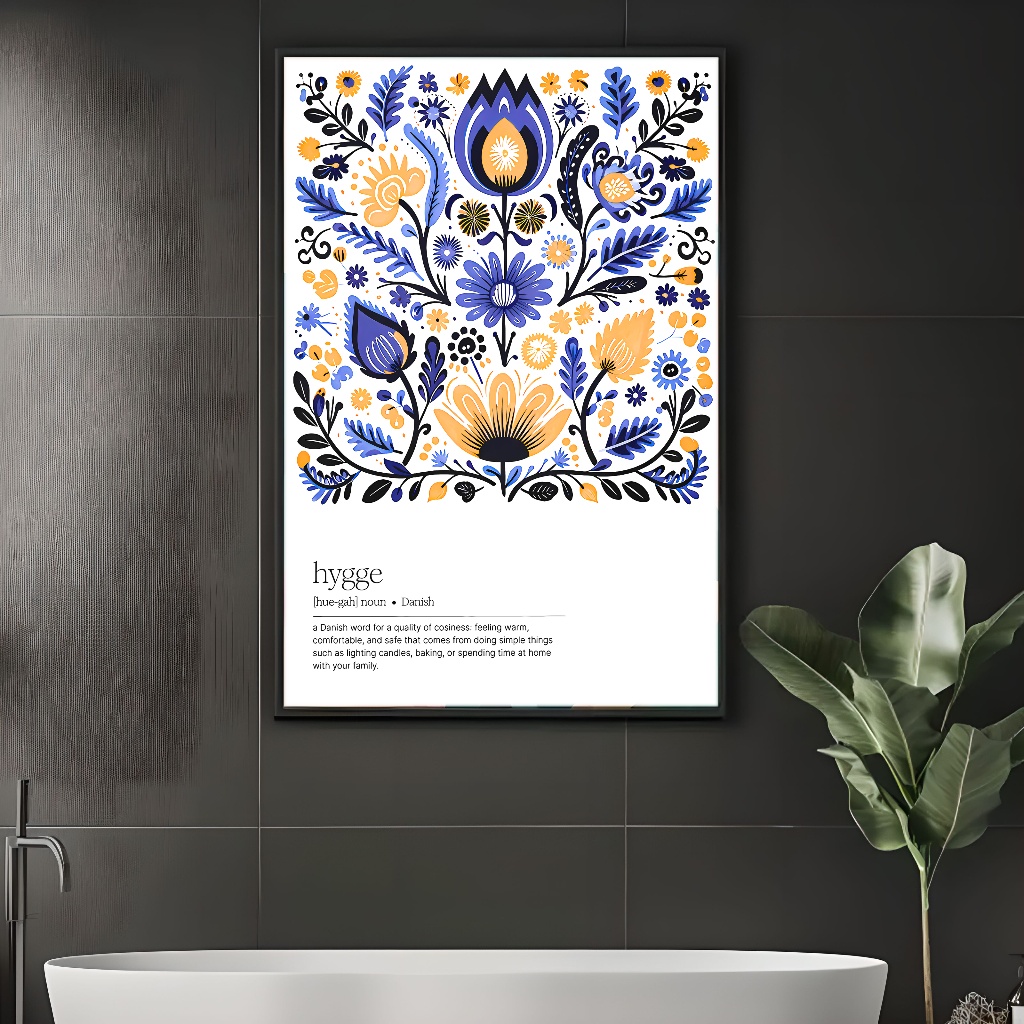 hygge
[hue-gah] noun • Danish
a Danish word for a quality of cosiness: feeling warm,
comfortable, and safe that comes from doing simple things
such as lighting candles, baking, or spending time at home
with your family.